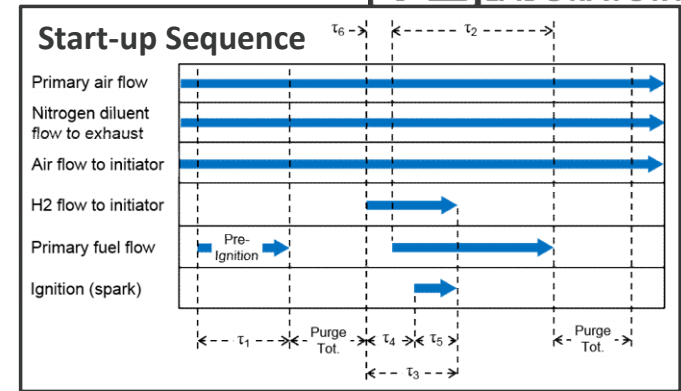 Start-up Sequence
τ6
τ2
Primary air flow
Nitrogen diluent
flow to exhaust
Air flow to initiator
H2 flow to initiator
Primary fuel flow
Pre-
Ignition
Ignition (spark)
τ1
Purge
Tot.
τ4
τ5
Purge
Tot.
τ3